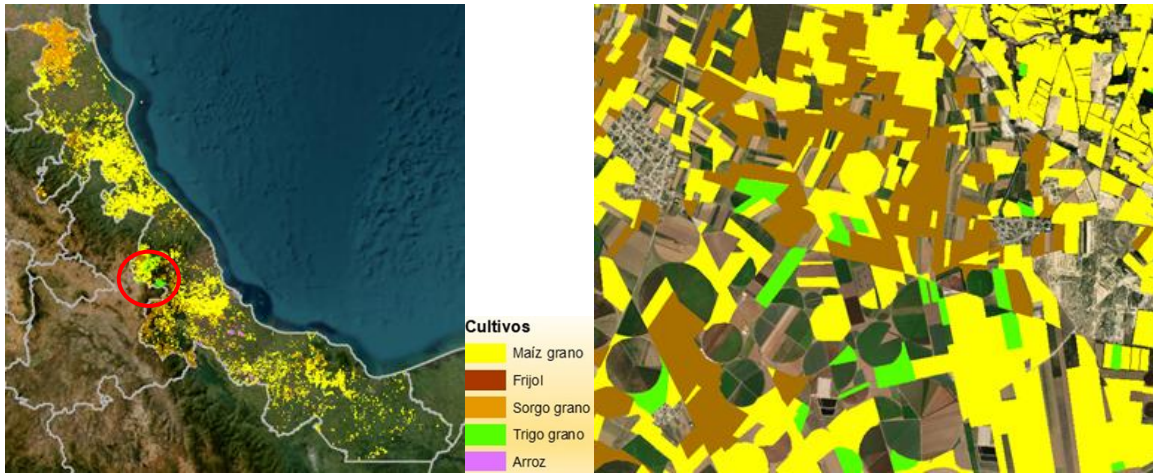 Cultivos
Maíz grano
Frijol
Sorgo grano
Trigo grano
Arroz